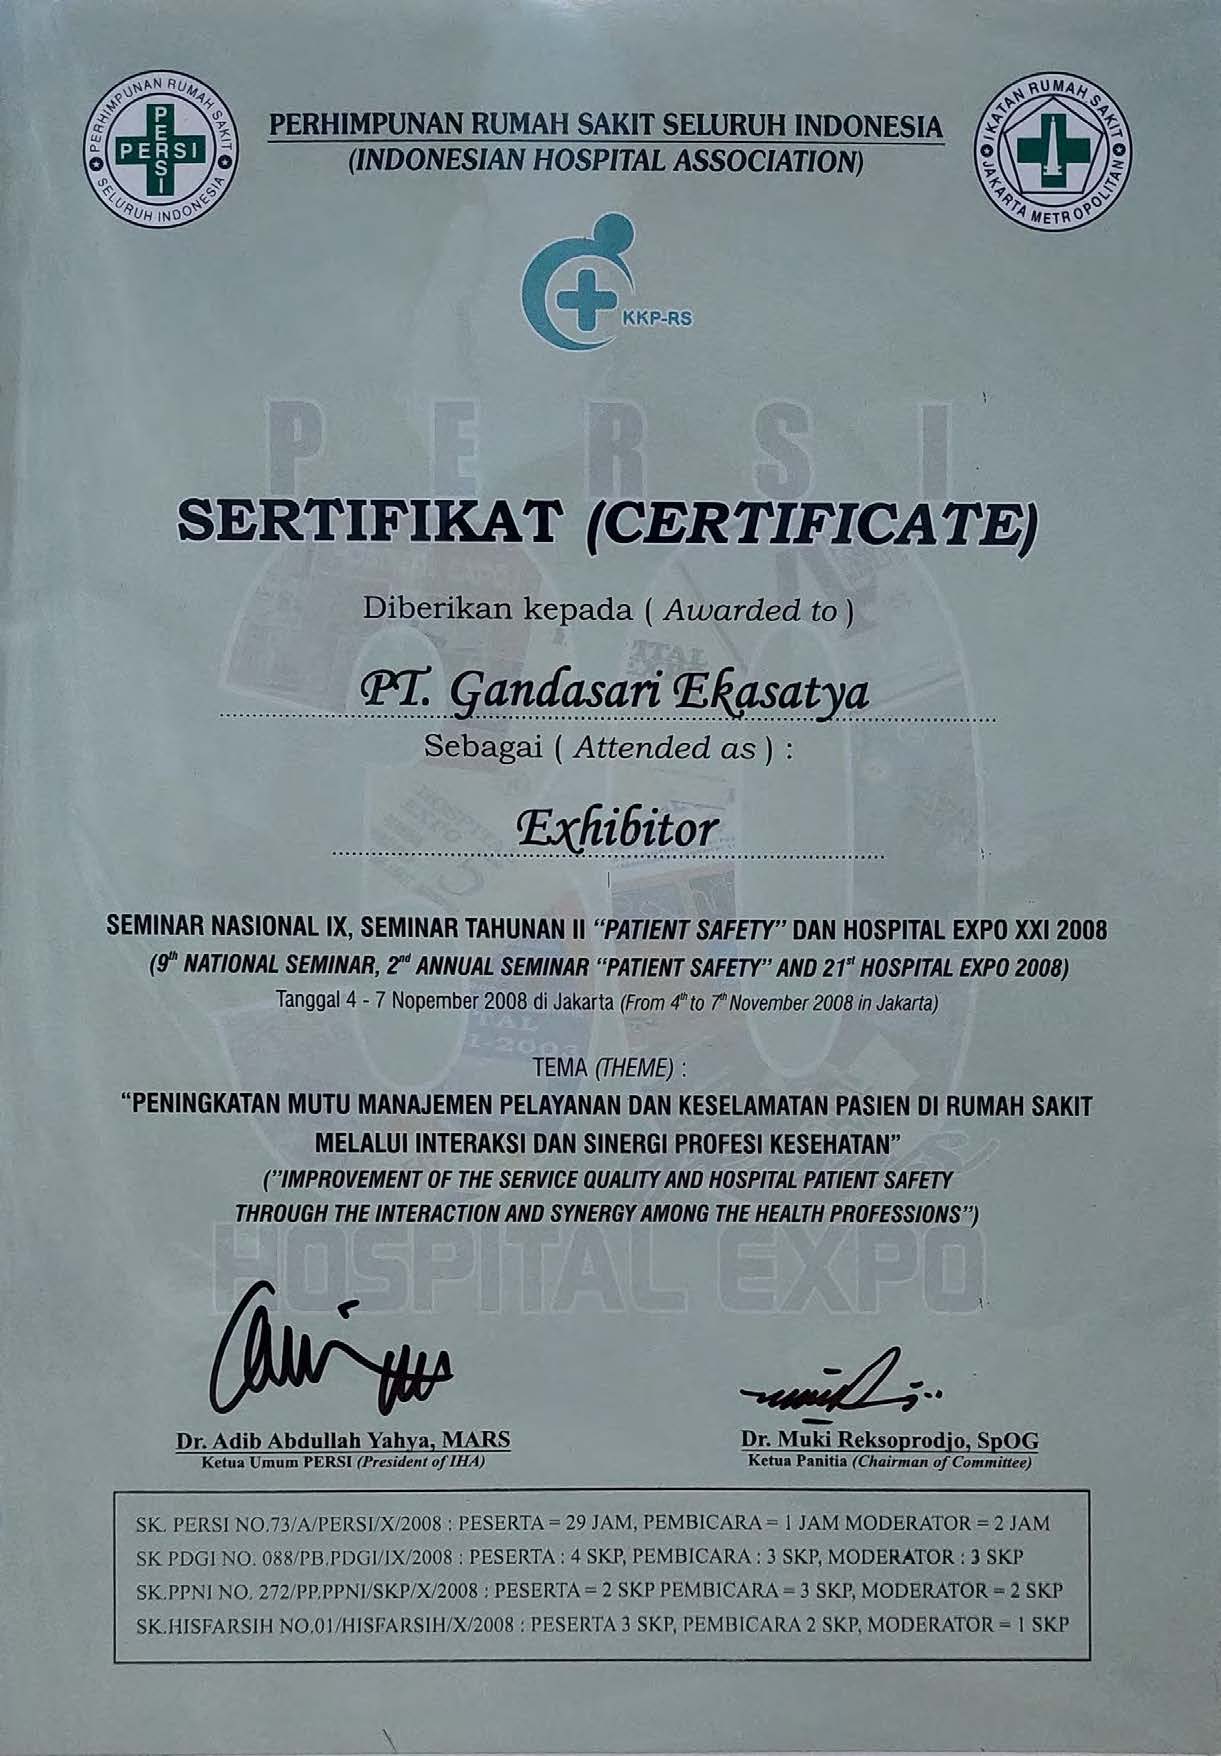 PERHIMPUNAN RUMAH SAKIT SELURUH INDONESIA
PERSI
PERSI
PERHIMPUNAN RUMAH SAKIT SELURUH INDONESIA
(INDONESIAN HOSPITAL ASSOCIATION)
IKATAN RUMAH SAKIT JAKARTA METROPOLITAN
KKP-RS
PERSI
SERTIFIKAT (CERTIFICATE)
Diberikan kepada ( Awarded to )
PT. Gandasari Ekasatya
Sebagai ( Attended as ) :
Exhibitor
SEMINAR NASIONAL IX, SEMINAR TAHUNAN II “PATIENT SAFETY” DAN HOSPITAL EXPO XXI 2008
(9th NATIONAL SEMINAR, 2nd ANNUAL SEMINAR “PATIENT SAFETY” AND 21st HOSPITAL EXPO 2008)
Tanggal 4 - 7 Nopember 2008 di Jakarta (From 4th to 7th November 2008 in Jakarta)
TEMA (THEME) :
“PENINGKATAN MUTU MANAJEMEN PELAYANAN DAN KESELAMATAN PASIEN DI RUMAH SAKIT
MELALUI INTERAKSI DAN SINERGI PROFESI KESEHATAN”
(”IMPROVEMENT OF THE SERVICE QUALITY AND HOSPITAL PATIENT SAFETY
THROUGH THE INTERACTION AND SYNERGY AMONG THE HEALTH PROFESSIONS”)
HOSPITAL EXPO
Dr. Adib Abdullah Yahya, MARS
Ketua Umum PERSI (President of IHA)
Dr. Muki Reksoprodjo, SpOG
Ketua Panitia (Chairman of Committee)
SK. PERSI NO.73/A/PERSI/X/2008 : PESERTA = 29 JAM, PEMBICARA = 1 JAM MODERATOR = 2 JAM
SK PDGI NO. 088/PB.PDGI/IX/2008 : PESERTA : 4 SKP, PEMBICARA : 3 SKP, MODERATOR : 3 SKP
SK.PPNI NO. 272/PP.PPNI/SKP/X/2008 : PESERTA = 2 SKP PEMBICARA = 3 SKP, MODERATOR = 2 SKP
SK.HISFARSIH NO.01/HISFARSIH/X/2008 : PESERTA 3 SKP, PEMBICARA 2 SKP, MODERATOR = 1 SKP